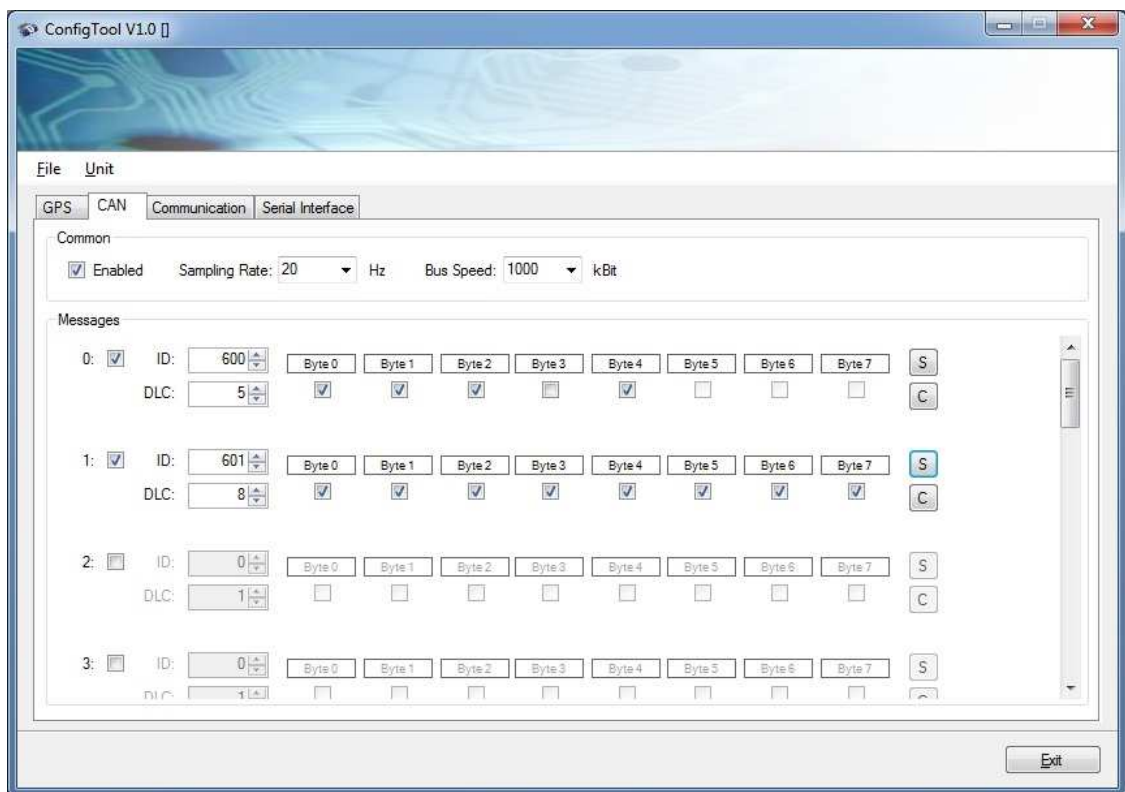 ConfigTool V1.0 []
File Unit
GPS CAN Communication Serial Interface
Common
Enabled Sampling Rate: 20 Hz Bus Speed: 1000 kBit
Messages
0: ID: 600 Byte 0 Byte 1 Byte 2 Byte 3 Byte 4 Byte 5 Byte 6 Byte 7 S
DLC: 5 C
1: ID: 601 Byte 0 Byte 1 Byte 2 Byte 3 Byte 4 Byte 5 Byte 6 Byte 7 S
DLC: 8 C
2: ID: 0 Byte 0 Byte 1 Byte 2 Byte 3 Byte 4 Byte 5 Byte 6 Byte 7 S
DLC: 1 C
3: ID: 0 Byte 0 Byte 1 Byte 2 Byte 3 Byte 4 Byte 5 Byte 6 Byte 7 S
DLC: 1
Exit